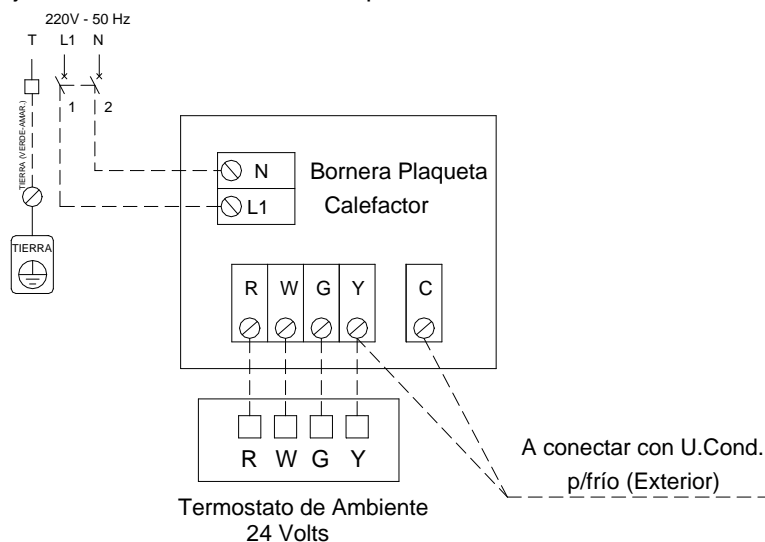 220V - 50 Hz
T L1 N
1 2
TIERRA (VERDE-AMAR.)
N Bornera Plaqueta
L1 Calefactor
TIERRA
R W G Y C
R W G Y
A conectar con U.Cond.
p/frío (Exterior)
Termostato de Ambiente
24 Volts